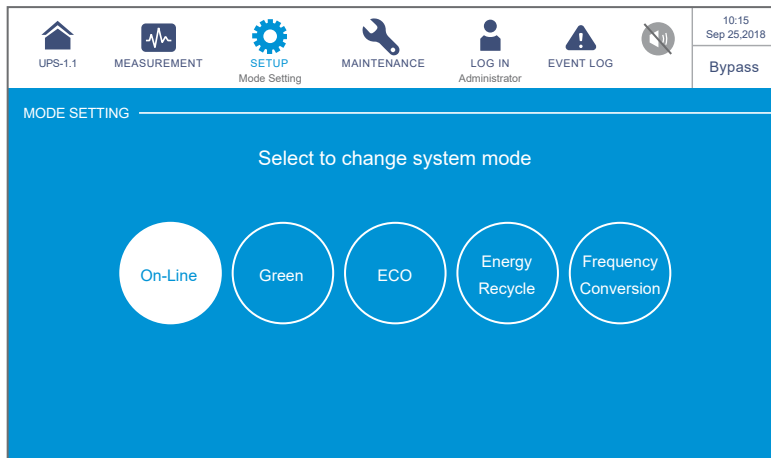 UPS-1.1
MEASUREMENT
SETUP
Mode Setting
MAINTENANCE
LOG IN
Administrator
EVENT LOG
10:15
Sep 25,2018
Bypass
MODE SETTING
Select to change system mode
On-Line
Green
ECO
Energy
Recycle
Frequency
Conversion